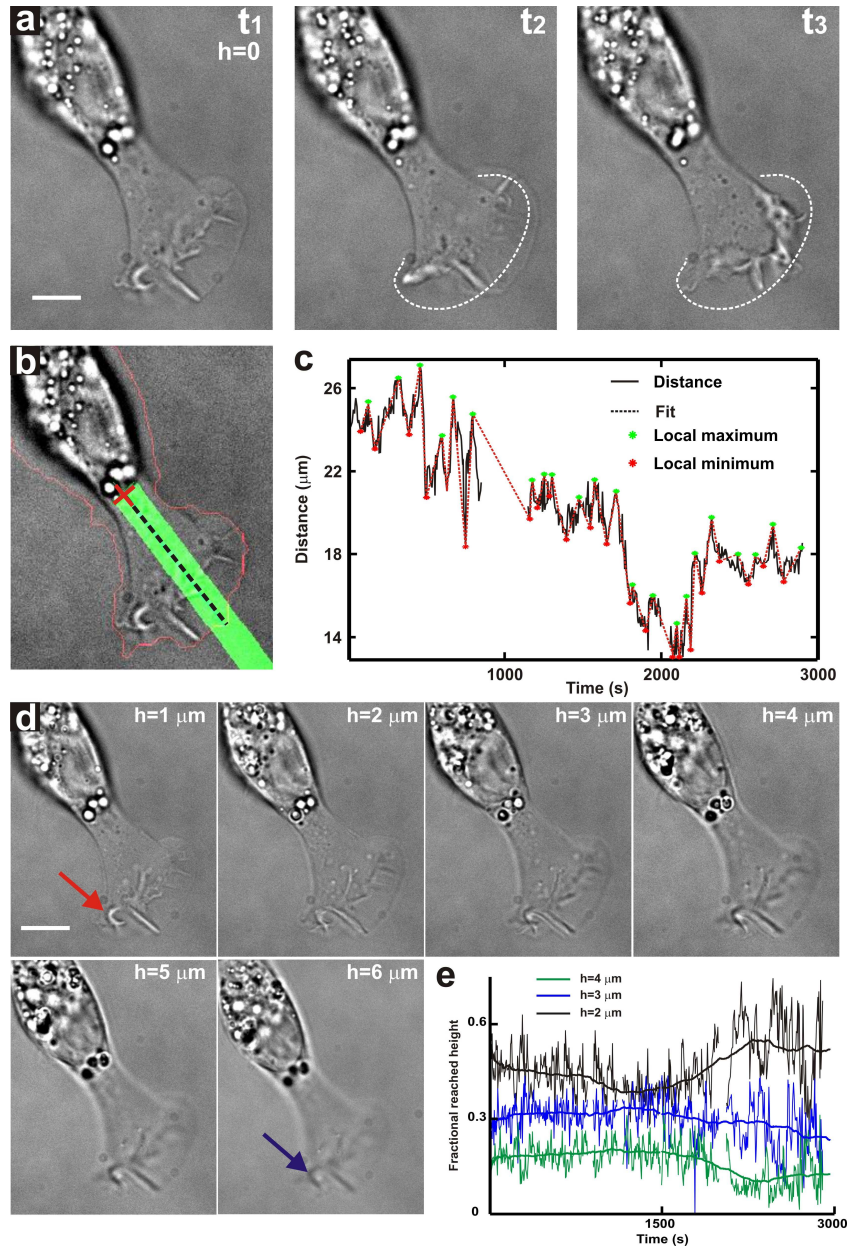 a
t1
h=0
t2
t3
b
c
26
22
18
14
Distance (μm)
Distance
Fit
Local maximum
Local minimum
1000
2000
3000
Time (s)
d
h=1 μm
h=2 μm
h=3 μm
h=4 μm
h=5 μm
h=6 μm
e
h=4 μm
h=3 μm
h=2 μm
0.6
0.3
0
Fractional reached height
1500
3000
Time (s)